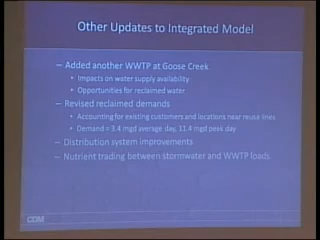 Other Updates to Integrated Model
– Added another WWTP at Goose Creek
• Impacts on water supply availability
• Opportunities for reclaimed water
– Revised reclaimed demands
• Accounting for existing customers and locations near reuse lines
• Demand = 3.4 mgd average day, 11.4 mgd peak day
– Distribution system improvements
– Nutrient trading between stormwater and WWTP loads
CDM